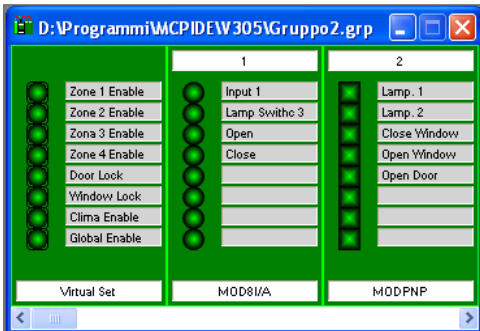 D:\Programmi\MCPIDE\V305\Gruppo2.grp
Zone 1 Enable
Zone 2 Enable
Zona 3 Enable
Zone 4 Enable
Door Lock
Window Lock
Clima Enable
Global Enable
Virtual Set
1
Input 1
Lamp Swithc 3
Open
Close
MOD8I/A
2
Lamp. 1
Lamp. 2
Close Window
Open Window
Open Door
MODPNP